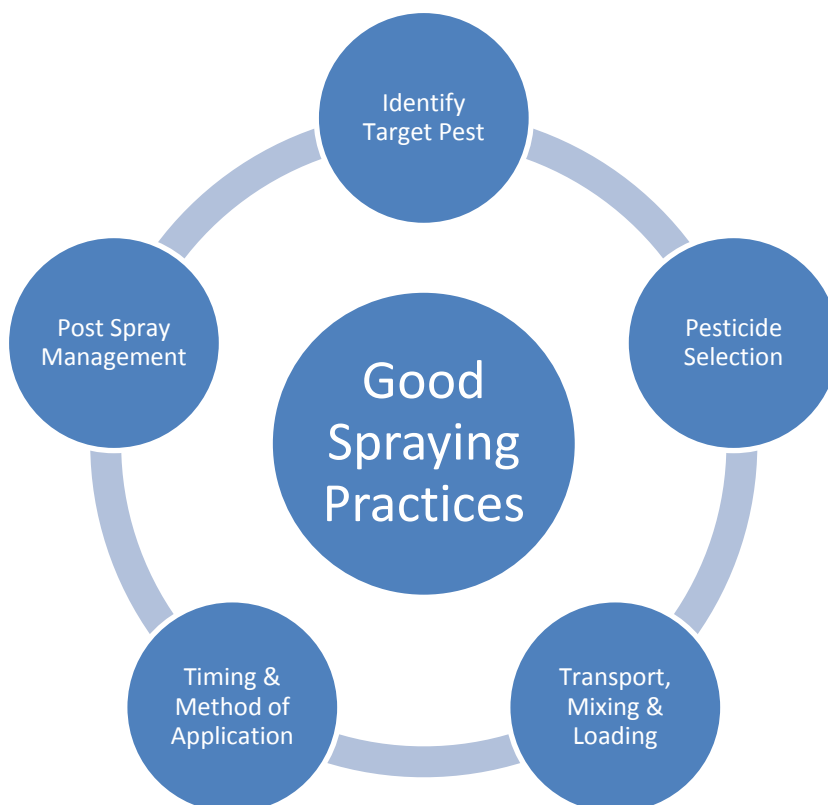 Identify
Target Pest
Pesticide
Selection
Transport,
Mixing &
Loading
Timing &
Method of
Application
Post Spray
Management
Good
Spraying
Practices